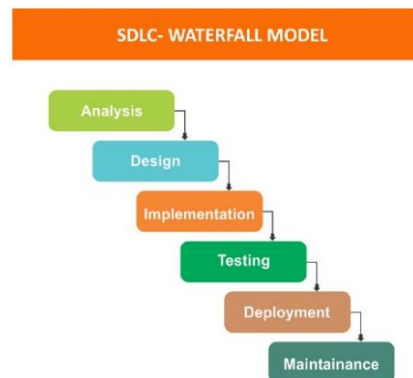 SDLC- WATERFALL MODEL
Analysis
Design
Implementation
Testing
Deployment
Maintainance